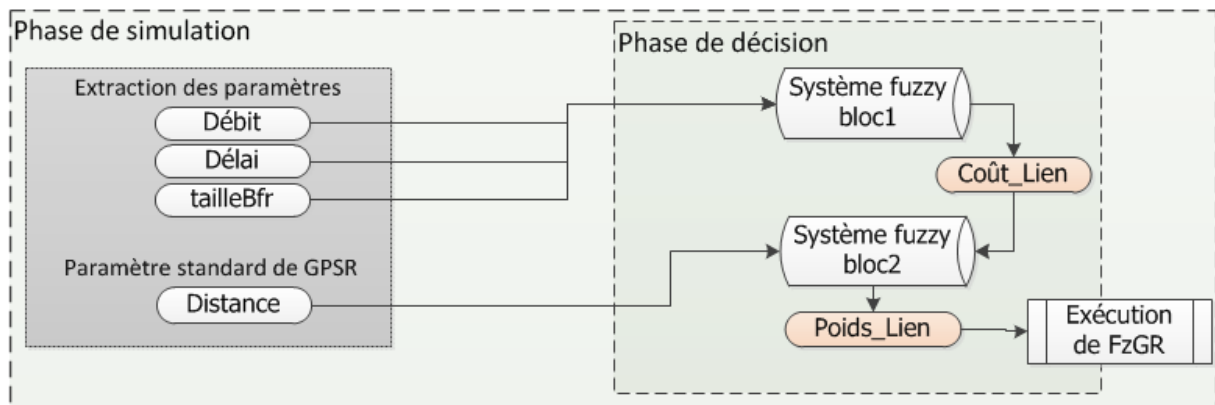 Phase de simulation
Extraction des paramètres
Débit
Délai
tailleBfr
Paramètre standard de GPSR
Distance
Phase de décision
Système fuzzy
bloc1
Coût_Lien
Système fuzzy
bloc2
Poids_Lien
Exécution
de FzGR